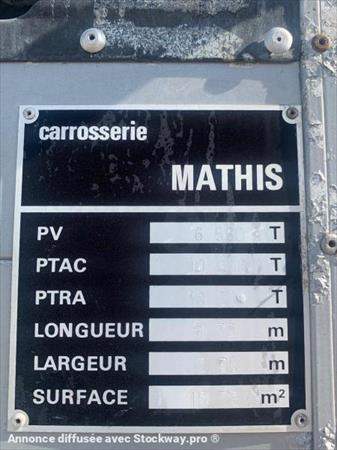 carrosserie
MATHIS
PV T
PTAC T
PTRA T
LONGUEUR m
LARGEUR m
SURFACE m²
Annonce diffusée avec Stockway.pro ®